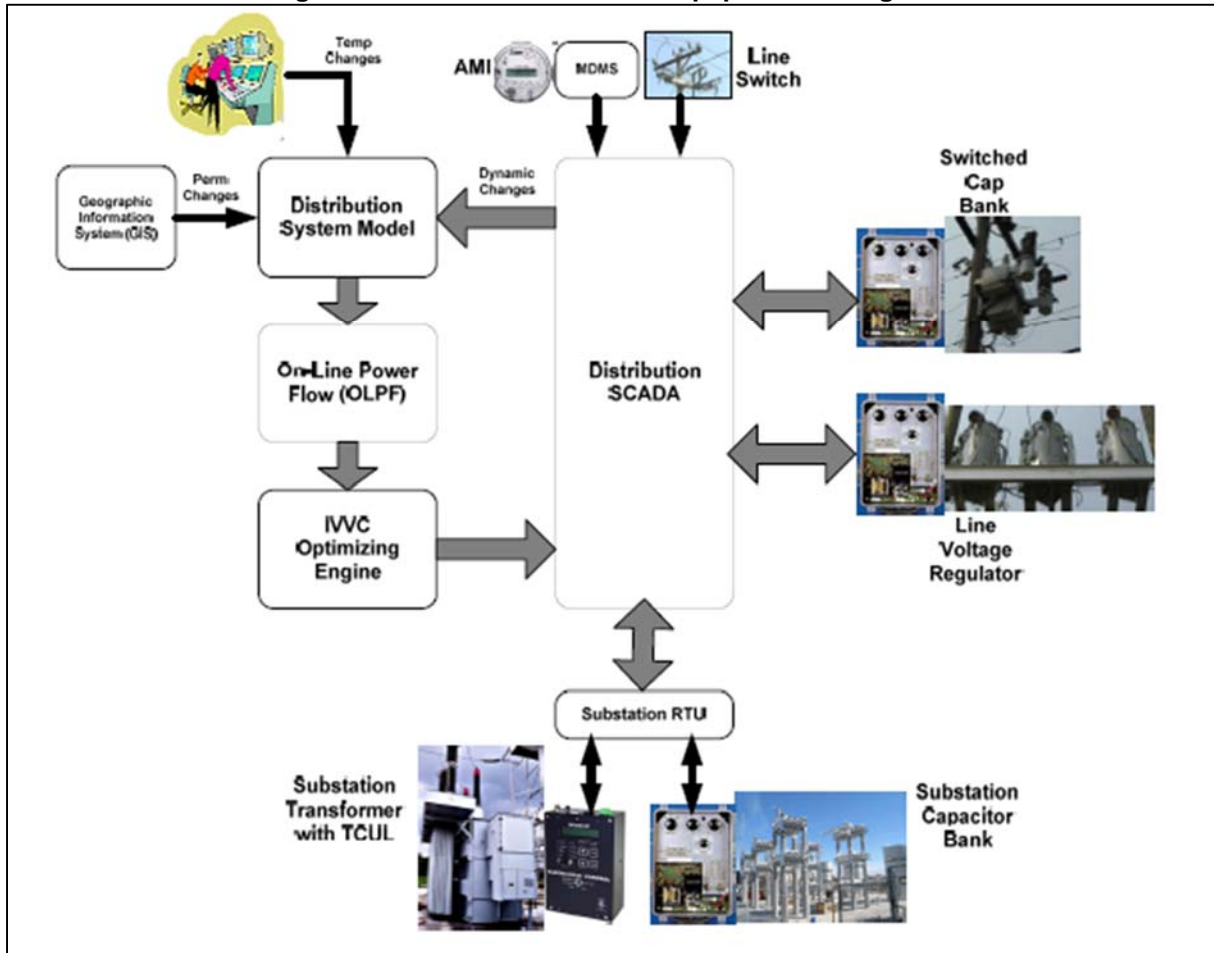 Temp
Changes
AMI
MDMS
Line
Switch
Geographic
Information
System (GIS)
Perm
Changes
Distribution
System Model
Dynamic
Changes
Switched
Cap
Bank
On-Line Power
Flow (OLPF)
Distribution
SCADA
IVVC
Optimizing
Engine
Line
Voltage
Regulator
Substation RTU
Substation
Transformer
with TCUL
Substation
Capacitor
Bank